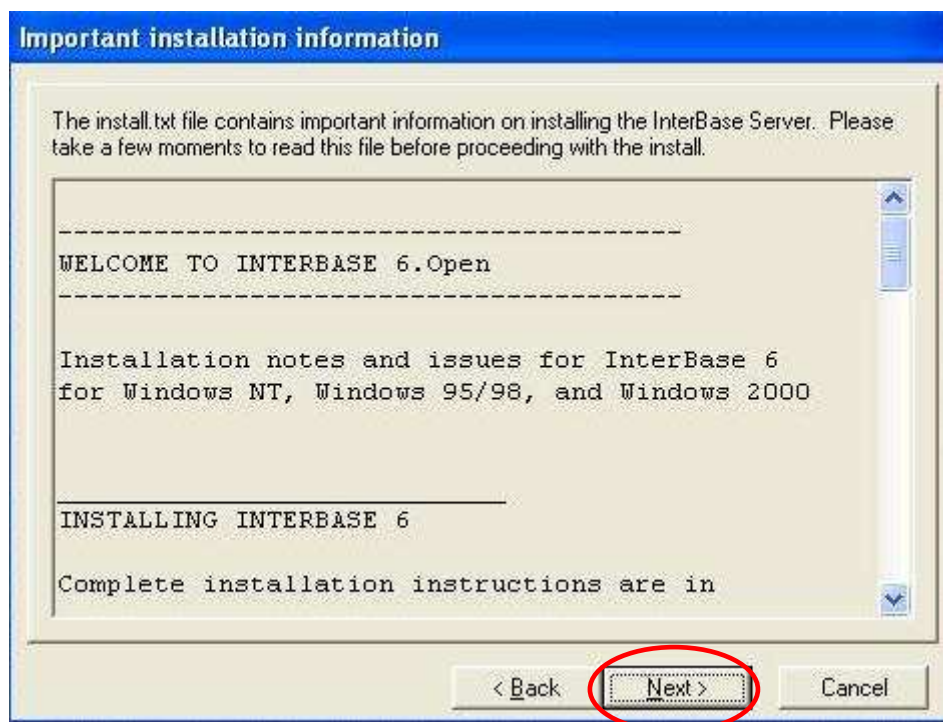 Important installation information
The install.txt file contains important information on installing the InterBase Server. Please
take a few moments to read this file before proceeding with the install.
---------------------------------------
WELCOME TO INTERBASE 6.Open
---------------------------------------
Installation notes and issues for InterBase 6
for Windows NT, Windows 95/98, and Windows 2000
____________________________
INSTALLING INTERBASE 6
Complete installation instructions are in
< Back Next > Cancel